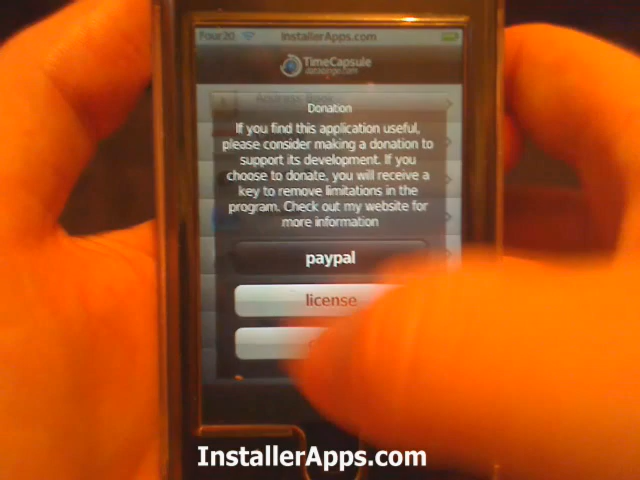 Four20 InstallerApps.com
TimeCapsule
Donation
If you find this application useful,
please consider making a donation to
support its development. If you
choose to donate, you will receive a
key to remove limitations in the
program. Check out my website for
more information
paypal
license
InstallerApps.com